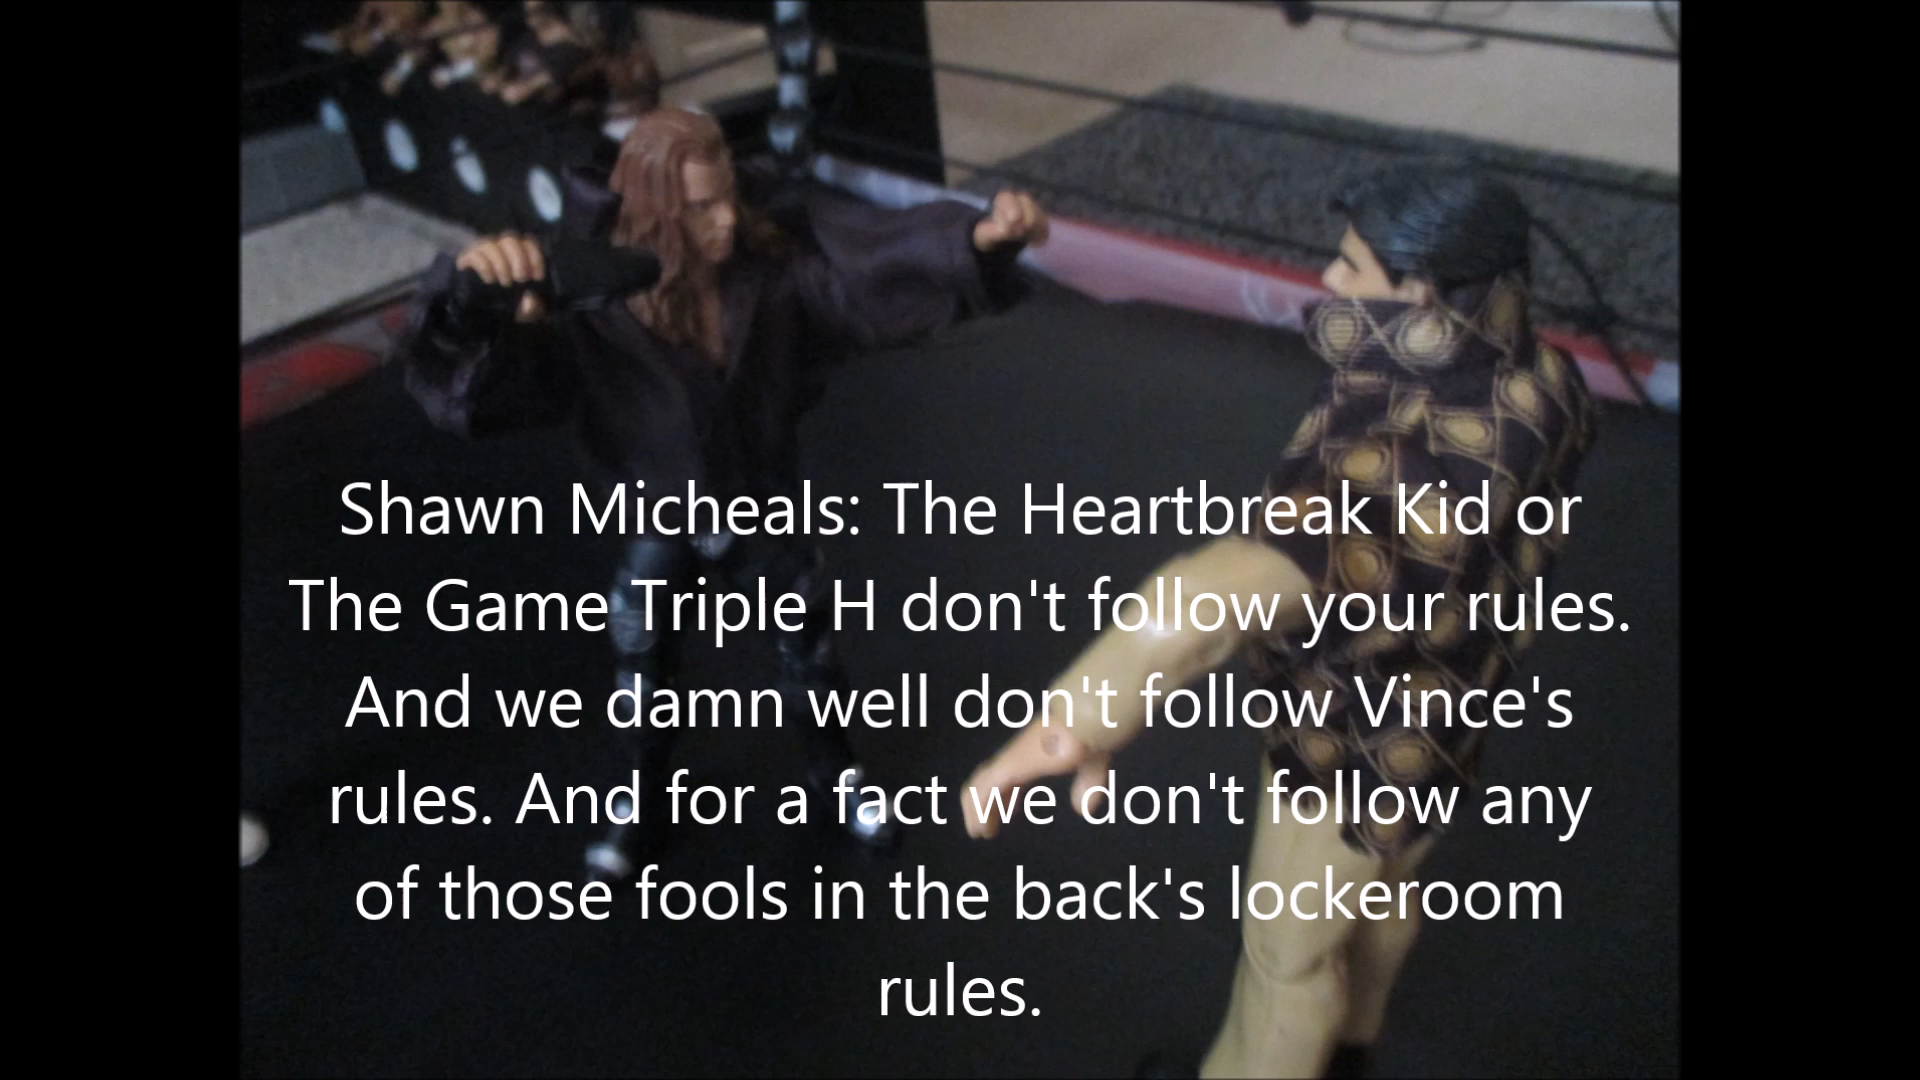 Shawn Micheals: The Heartbreak Kid or
The Game Triple H don't follow your rules.
And we damn well don't follow Vince's
rules. And for a fact we don't follow any
of those fools in the back's lockeroom
rules.